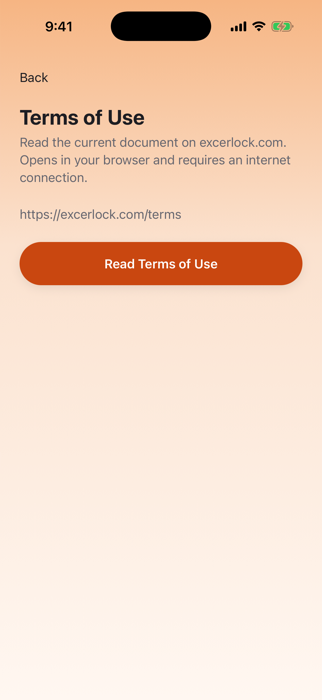 9:41
Back
Terms of Use
Read the current document on excerlock.com.
Opens in your browser and requires an internet
connection.
https://excerlock.com/terms
Read Terms of Use